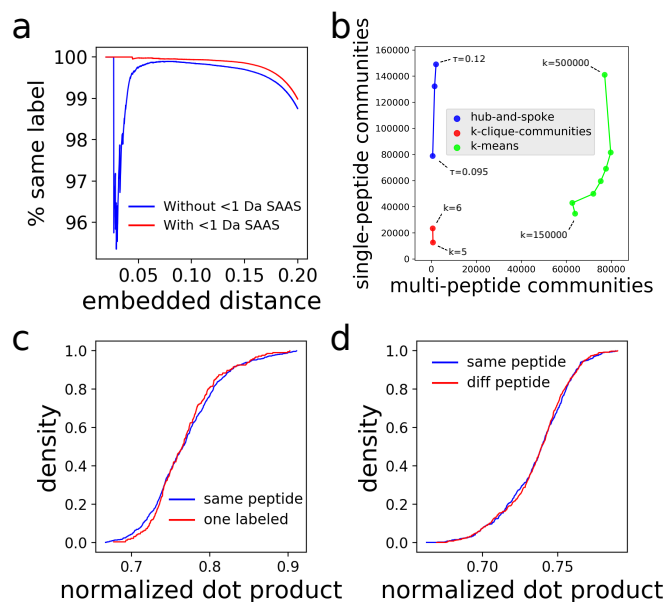 a
% same label
100
99
98
97
96
Without <1 Da SAAS
With <1 Da SAAS
0.05 0.10 0.15 0.20
embedded distance
b
single-peptide communities
160000
140000
120000
100000
80000
60000
40000
20000
0
τ=0.12
k=500000
hub-and-spoke
k-clique-communities
k-means
τ=0.095
k=6
k=150000
k=5
0 20000 40000 60000 80000
multi-peptide communities
c
density
1.0
0.8
0.6
0.4
0.2
0.0
same peptide
one labeled
0.7 0.8 0.9
normalized dot product
d
density
1.0
0.8
0.6
0.4
0.2
0.0
same peptide
diff peptide
0.70 0.75
normalized dot product